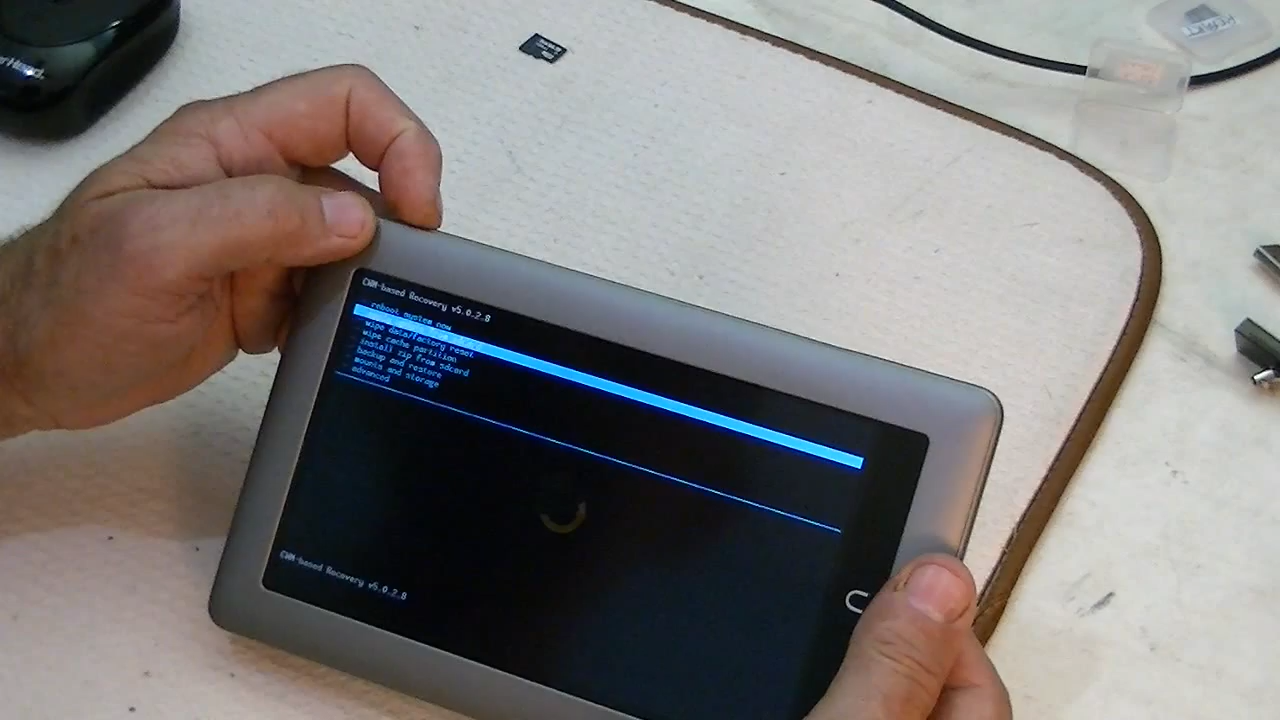 CWM-based Recovery v5.0.2.8
reboot system now
wipe data/factory reset
wipe cache partition
install zip from sdcard
backup and restore
mounts and storage
advanced
CWM-based Recovery v5.0.2.8